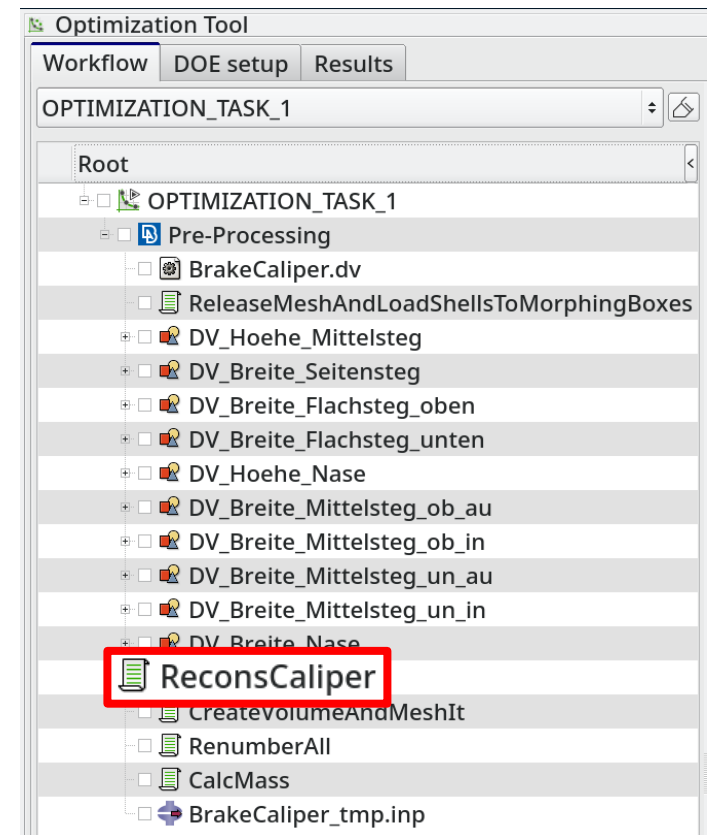 Optimization Tool
Workflow DOE setup Results
OPTIMIZATION_TASK_1
Root
OPTIMIZATION_TASK_1
Pre-Processing
BrakeCaliper.dv
ReleaseMeshAndLoadShellsToMorphingBoxes
DV_Hoehe_Mittelsteg
DV_Breite_Seitensteg
DV_Breite_Flachsteg_oben
DV_Breite_Flachsteg_unten
DV_Hoehe_Nase
DV_Breite_Mittelsteg_ob_au
DV_Breite_Mittelsteg_ob_in
DV_Breite_Mittelsteg_un_au
DV_Breite_Mittelsteg_un_in
DV_Breite_Nase
ReconsCaliper
CreateVolumeAndMeshIt
RenumberAll
CalcMass
BrakeCaliper_tmp.inp